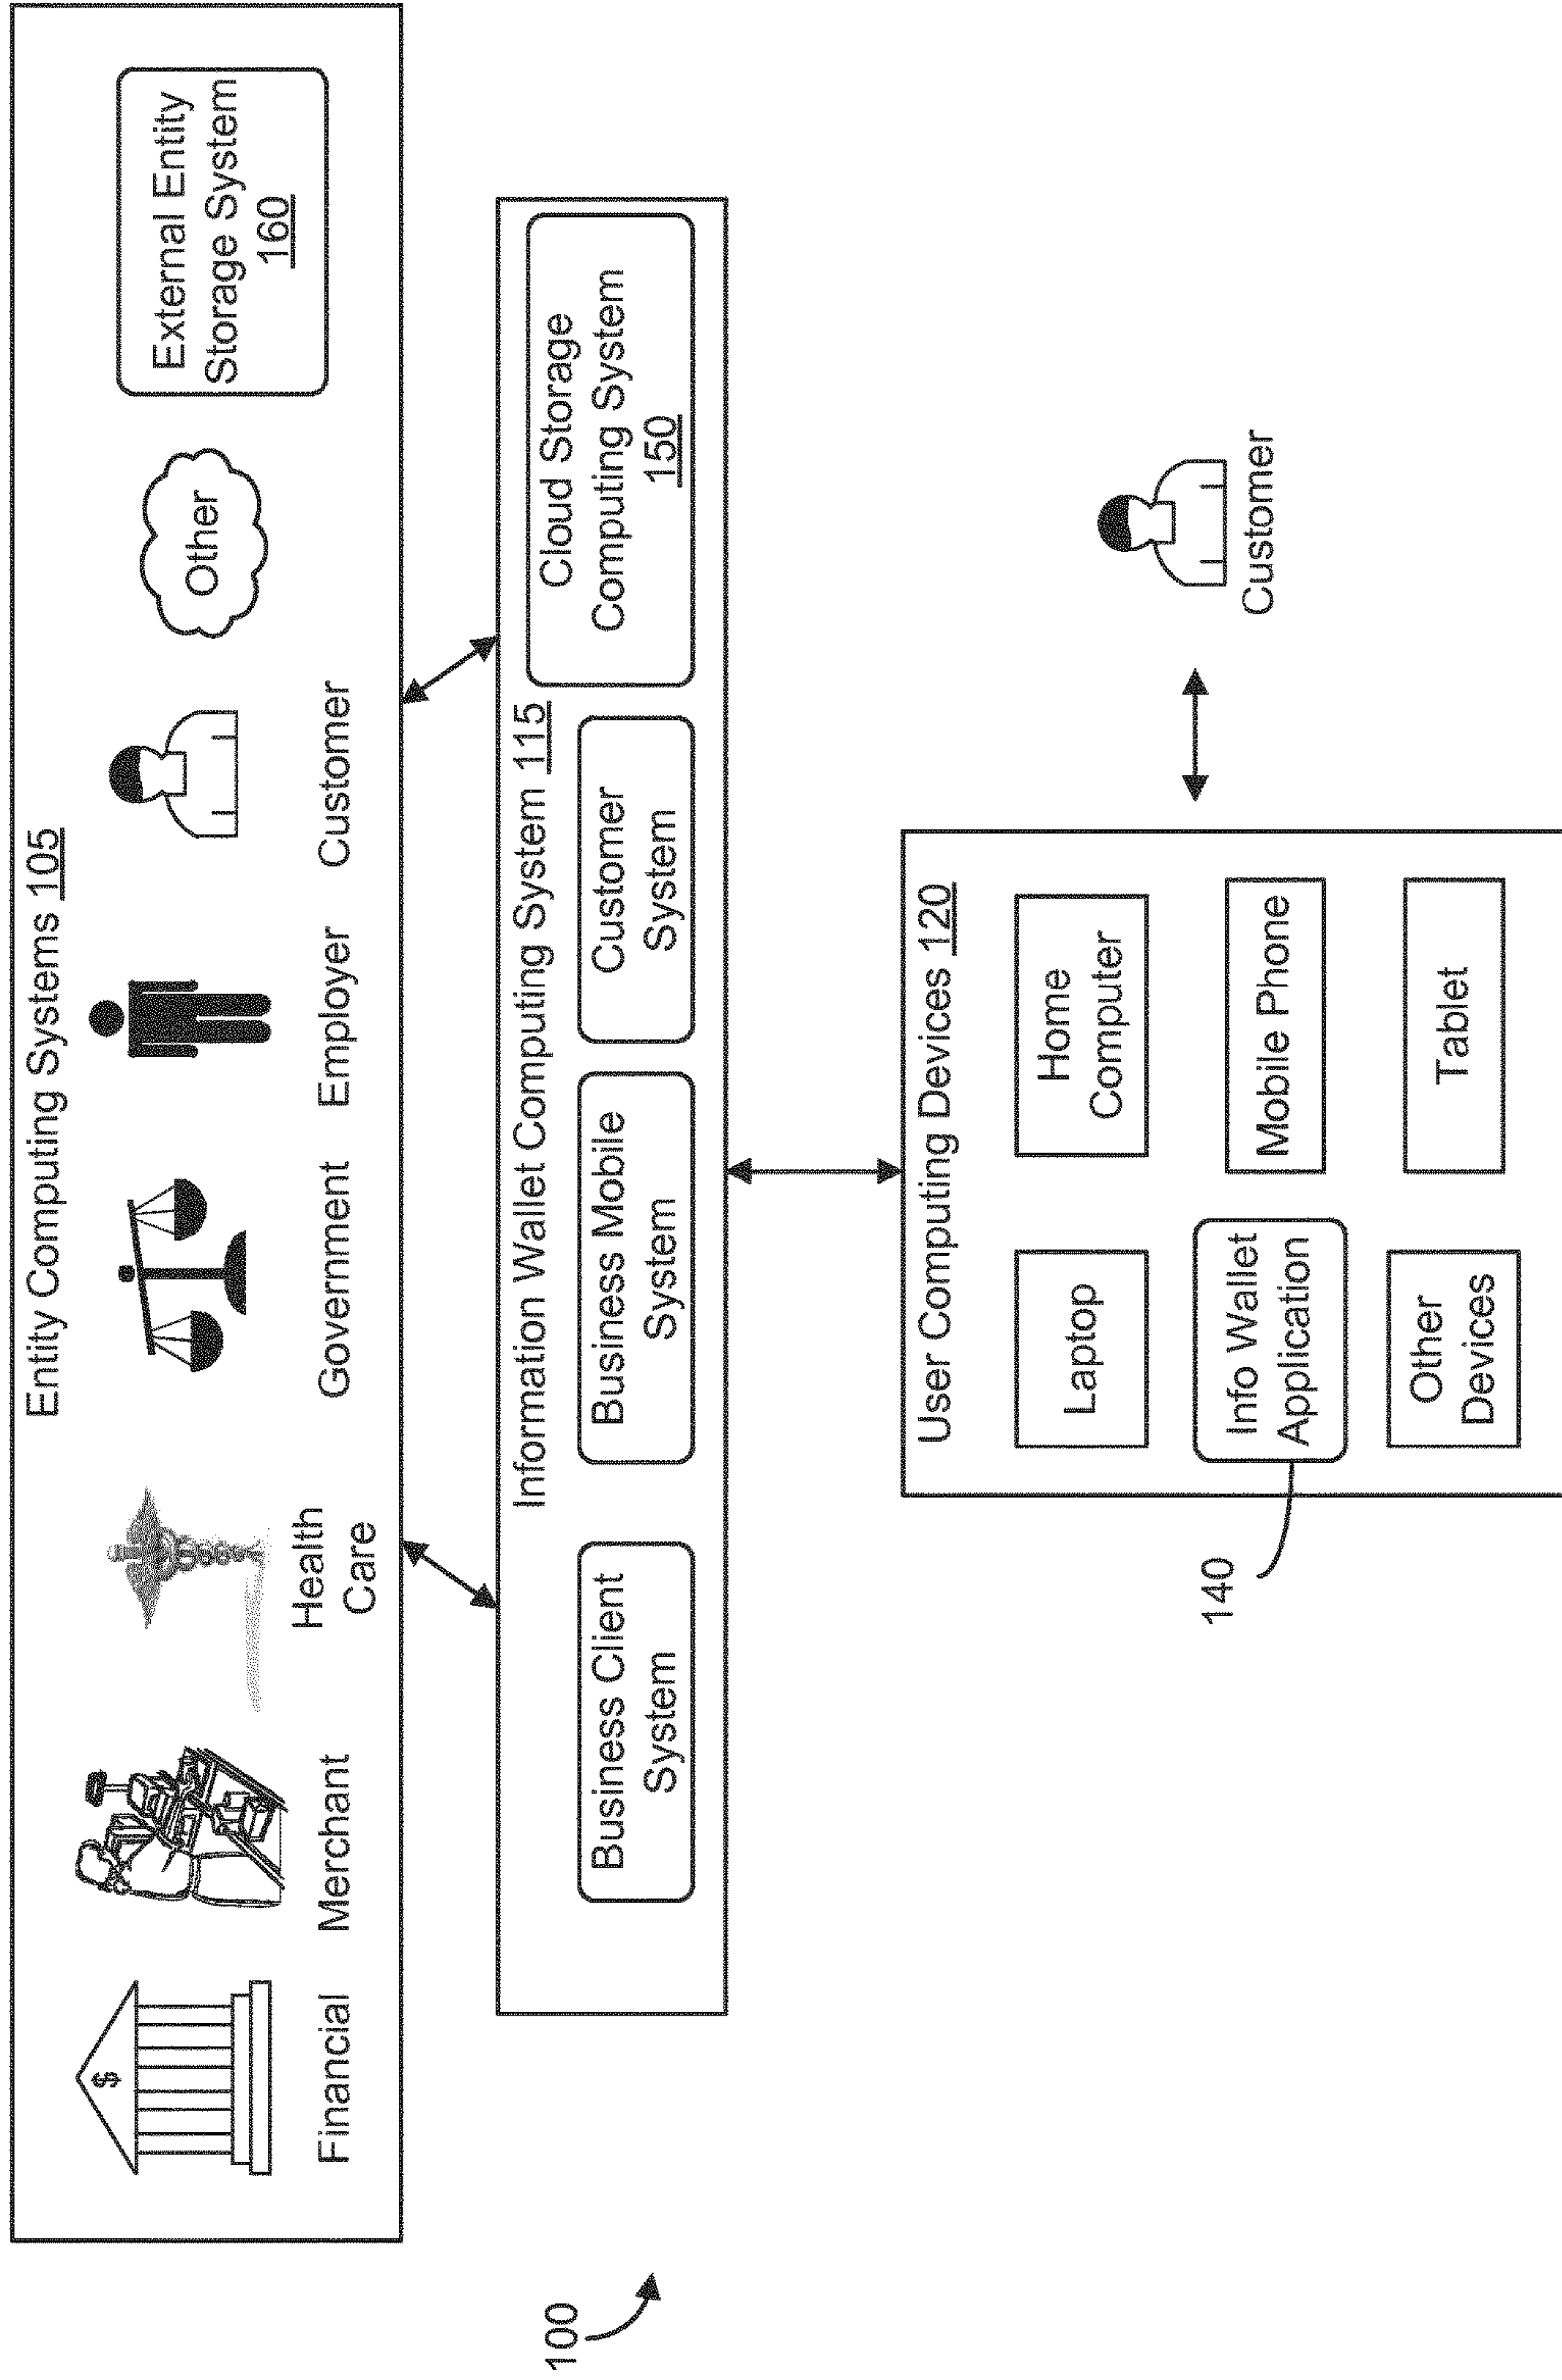 Entity Computing Systems 105
$
Financial
Merchant
Health
Care
Government
Employer
Customer
Other
External Entity
Storage System
160
Information Wallet Computing System 115
Business Client
System
Business Mobile
System
Customer
System
Cloud Storage
Computing System
150
User Computing Devices 120
Laptop
Home
Computer
Info Wallet
Application
Mobile Phone
Other
Devices
Tablet
140
Customer
100